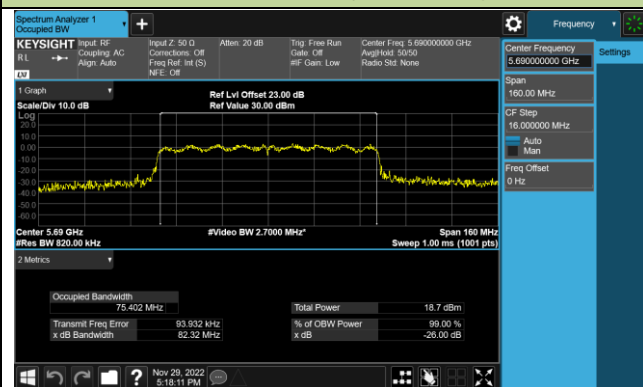 Spectrum Analyzer 1
Occupied BW
Frequency
KEYSIGHT
RL
Input: RF
Coupling: AC
Align: Auto
Input Z: 50 Ω
Corrections: Off
Freq Ref: Int (S)
NFE: Off
Atten: 20 dB
Trig: Free Run
Gate: Off
#IF Gain: Low
Center Freq: 5.690000000 GHz
Avg|Hold: 50/50
Radio Std: None
Center Frequency
5.690000000 GHz
Settings
Span
160.00 MHz
CF Step
16.000000 MHz
Auto
Man
Freq Offset
0 Hz
1 Graph
Scale/Div 10.0 dB
Ref Lvl Offset 23.00 dB
Ref Value 30.00 dBm
Log
20.0
10.0
0.00
-10.0
-20.0
-30.0
-40.0
-50.0
-60.0
Center 5.69 GHz
#Res BW 820.00 kHz
#Video BW 2.7000 MHz*
Span 160 MHz
Sweep 1.00 ms (1001 pts)
2 Metrics
Occupied Bandwidth
75.402 MHz
Total Power 18.7 dBm
Transmit Freq Error 93.932 kHz
% of OBW Power 99.00 %
x dB Bandwidth 82.32 MHz
x dB -26.00 dB
Nov 29, 2022
5:18:11 PM